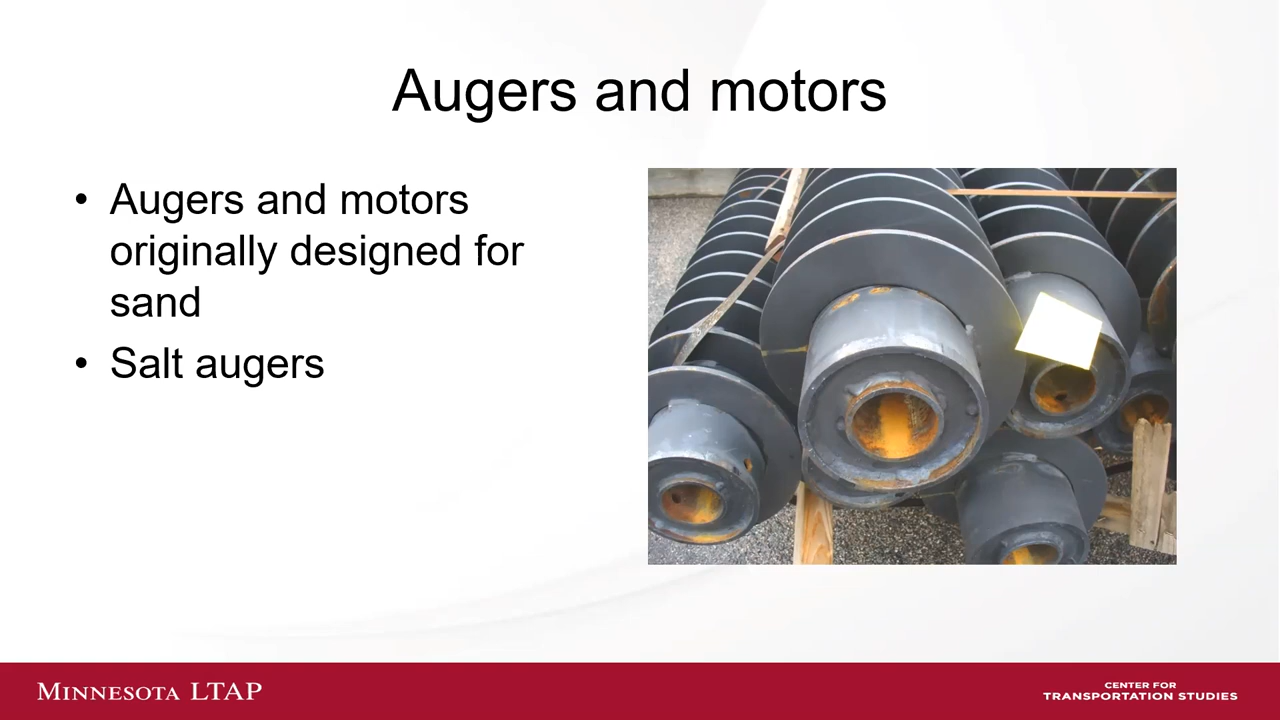 Augers and motors
• Augers and motors
originally designed for
sand
• Salt augers
MINNESOTA LTAP
CENTER FOR
TRANSPORTATION STUDIES